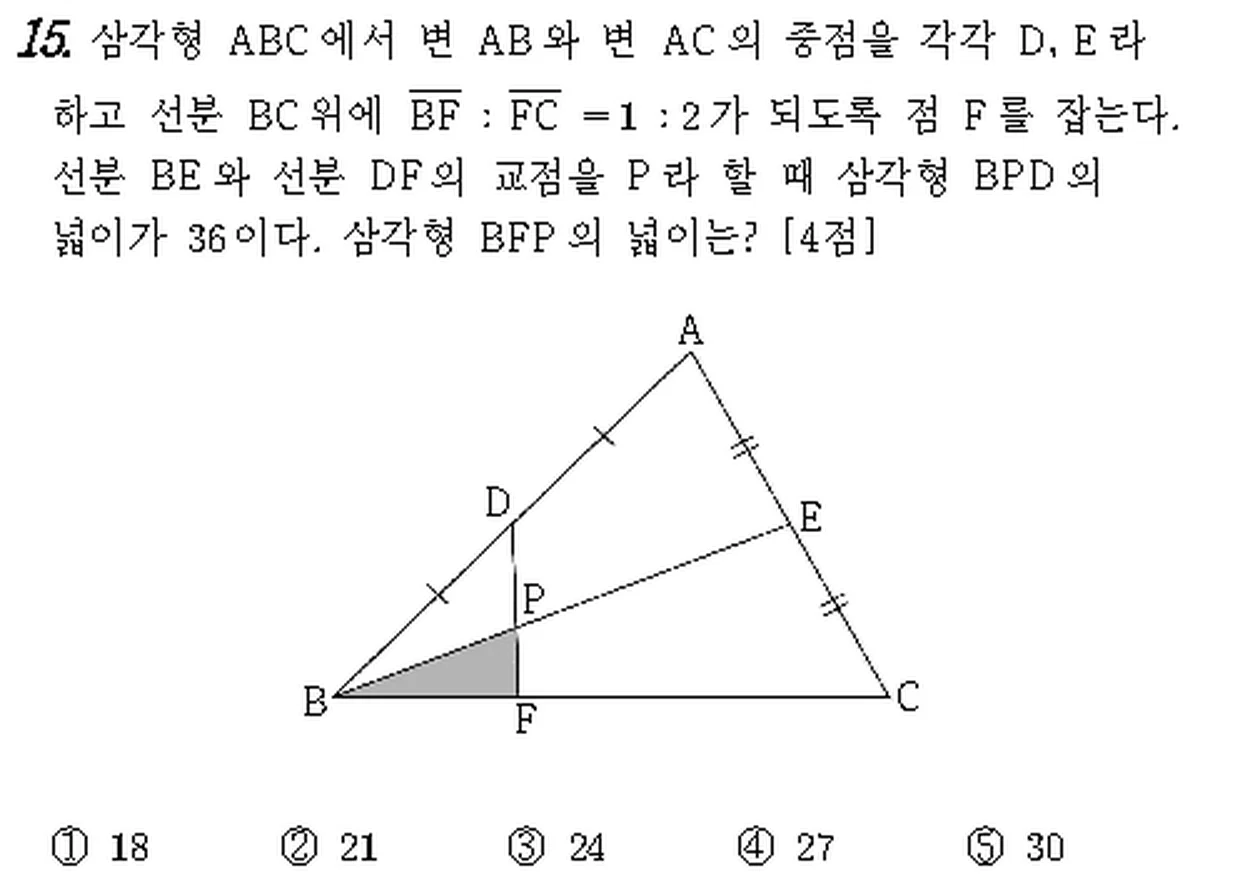 15. 삼각형 ABC에서 변 AB와 변 AC의 중점을 각각 D, E라
하고 선분 BC위에 BF : FC = 1 : 2가 되도록 점 F를 잡는다.
선분 BE와 선분 DF의 교점을 P라 할 때 삼각형 BPD의
넓이가 36이다. 삼각형 BFP의 넓이는? [4점]
A
D
E
P
B
F
C
① 18 ② 21 ③ 24 ④ 27 ⑤ 30